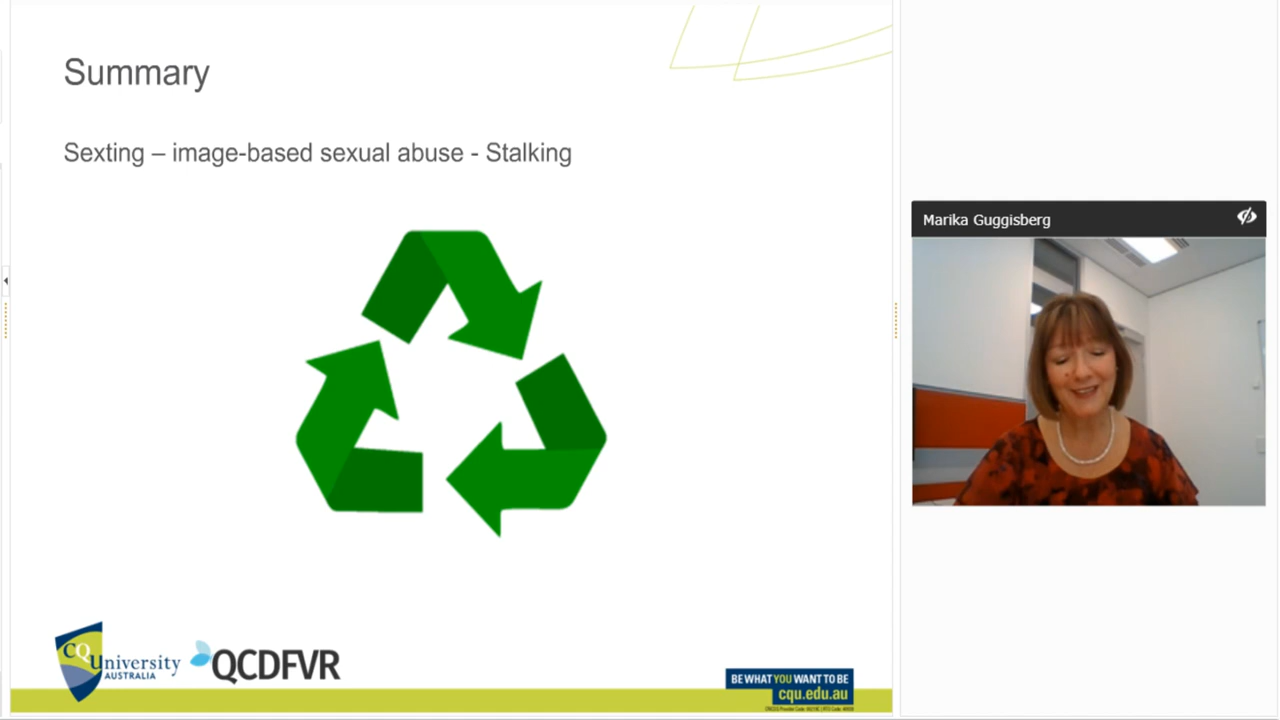 Summary
Sexting – image-based sexual abuse - Stalking
Marika Guggisberg
CQUniversity
AUSTRALIA
QCDFVR
BE WHAT YOU WANT TO BE
cqu.edu.au